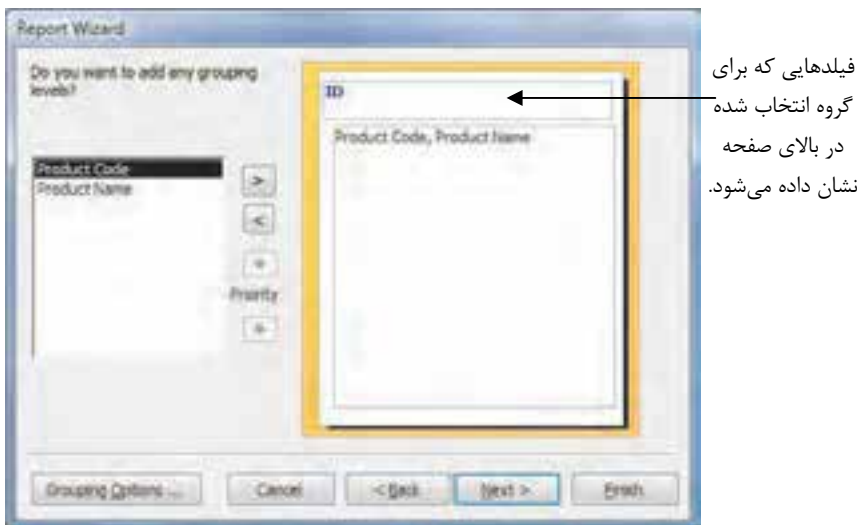 Report Wizard
Do you want to add any grouping
levels?
ID
Product Code, Product Name
Product Code
Product Name
>
<
Priority
Grouping Options ...
Cancel
< Back
Next >
Finish
فیلدهایی که برای
گروه انتخاب شده
در بالای صفحه
نشان داده می‌شود.